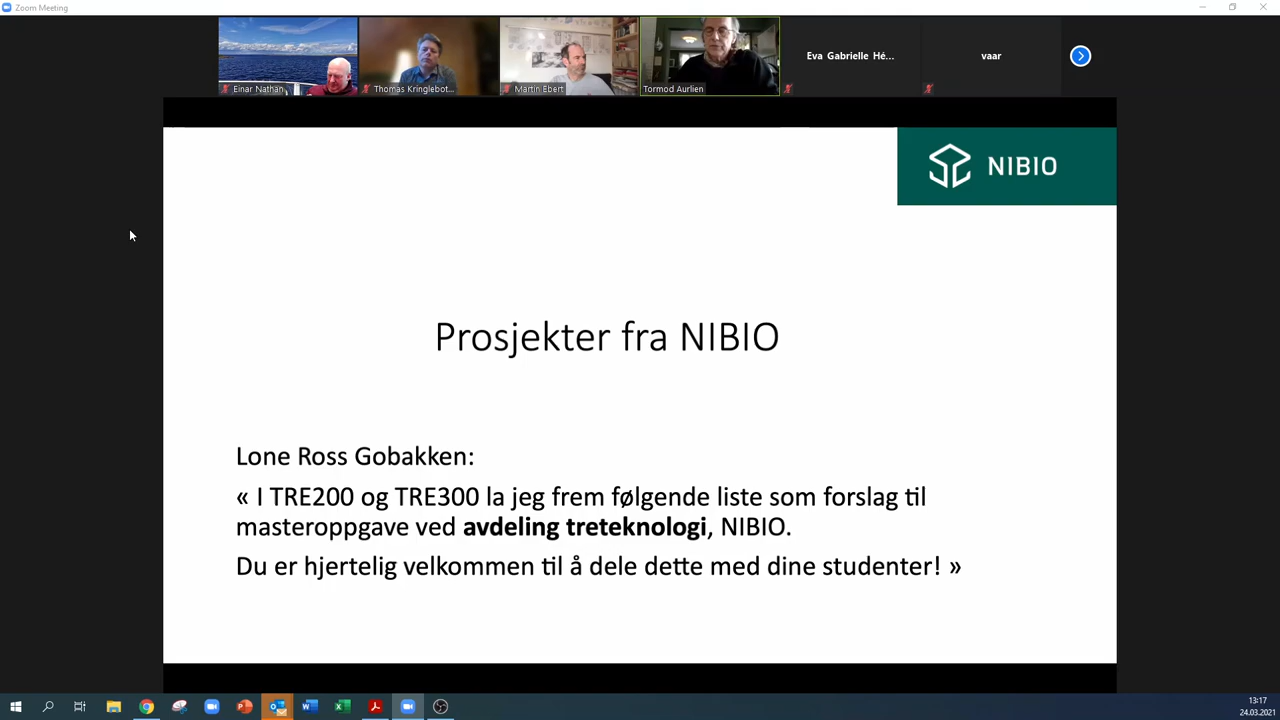 Zoom Meeting
Einar Nathan
Thomas Kringlebot...
Martin Ebert
Tormod Aurlien
Eva Gabrielle Hé...
vaar
NIBIO
Prosjekter fra NIBIO
Lone Ross Gobakken:
« I TRE200 og TRE300 la jeg frem følgende liste som forslag til
masteroppgave ved avdeling treteknologi, NIBIO.
Du er hjertelig velkommen til å dele dette med dine studenter! »
13:17
24.03.2021